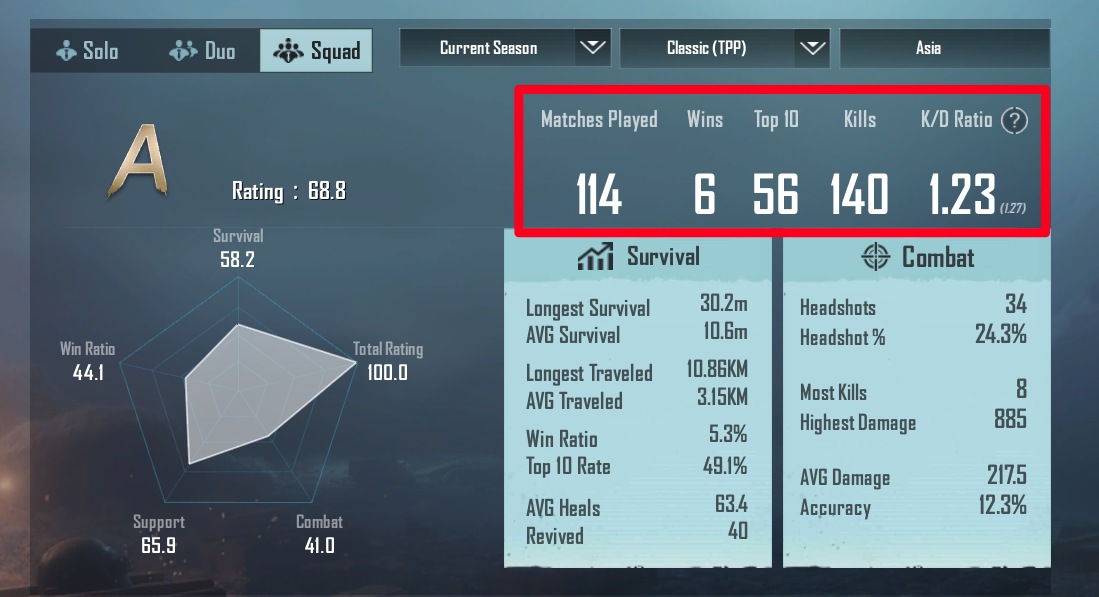 Solo Duo Squad Current Season Classic (TPP) Asia
A
Rating : 68.8
Matches Played Wins Top 10 Kills K/D Ratio ?
114 6 56 140 1.23 (1.27)
Survival
58.2
Win Ratio
44.1
Total Rating
100.0
Support
65.9
Combat
41.0
Survival
Longest Survival 30.2m
AVG Survival 10.6m
Longest Traveled 10.86KM
AVG Traveled 3.15KM
Win Ratio 5.3%
Top 10 Rate 49.1%
AVG Heals 63.4
Revived 40
Combat
Headshots 34
Headshot % 24.3%
Most Kills 8
Highest Damage 885
AVG Damage 217.5
Accuracy 12.3%